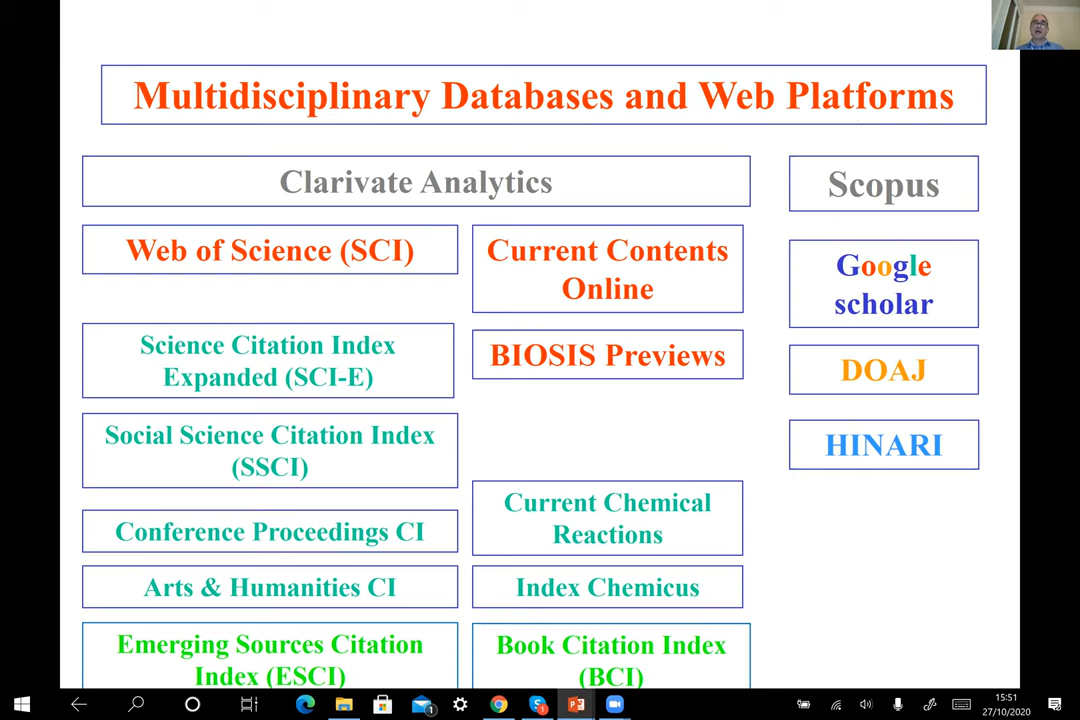 Multidisciplinary Databases and Web Platforms
Clarivate Analytics
Scopus
Web of Science (SCI)
Current Contents
Online
Google
scholar
Science Citation Index
Expanded (SCI-E)
BIOSIS Previews
DOAJ
Social Science Citation Index
(SSCI)
HINARI
Conference Proceedings CI
Current Chemical
Reactions
Arts & Humanities CI
Index Chemicus
Emerging Sources Citation
Index (ESCI)
Book Citation Index
(BCI)
15:51
27/10/2020